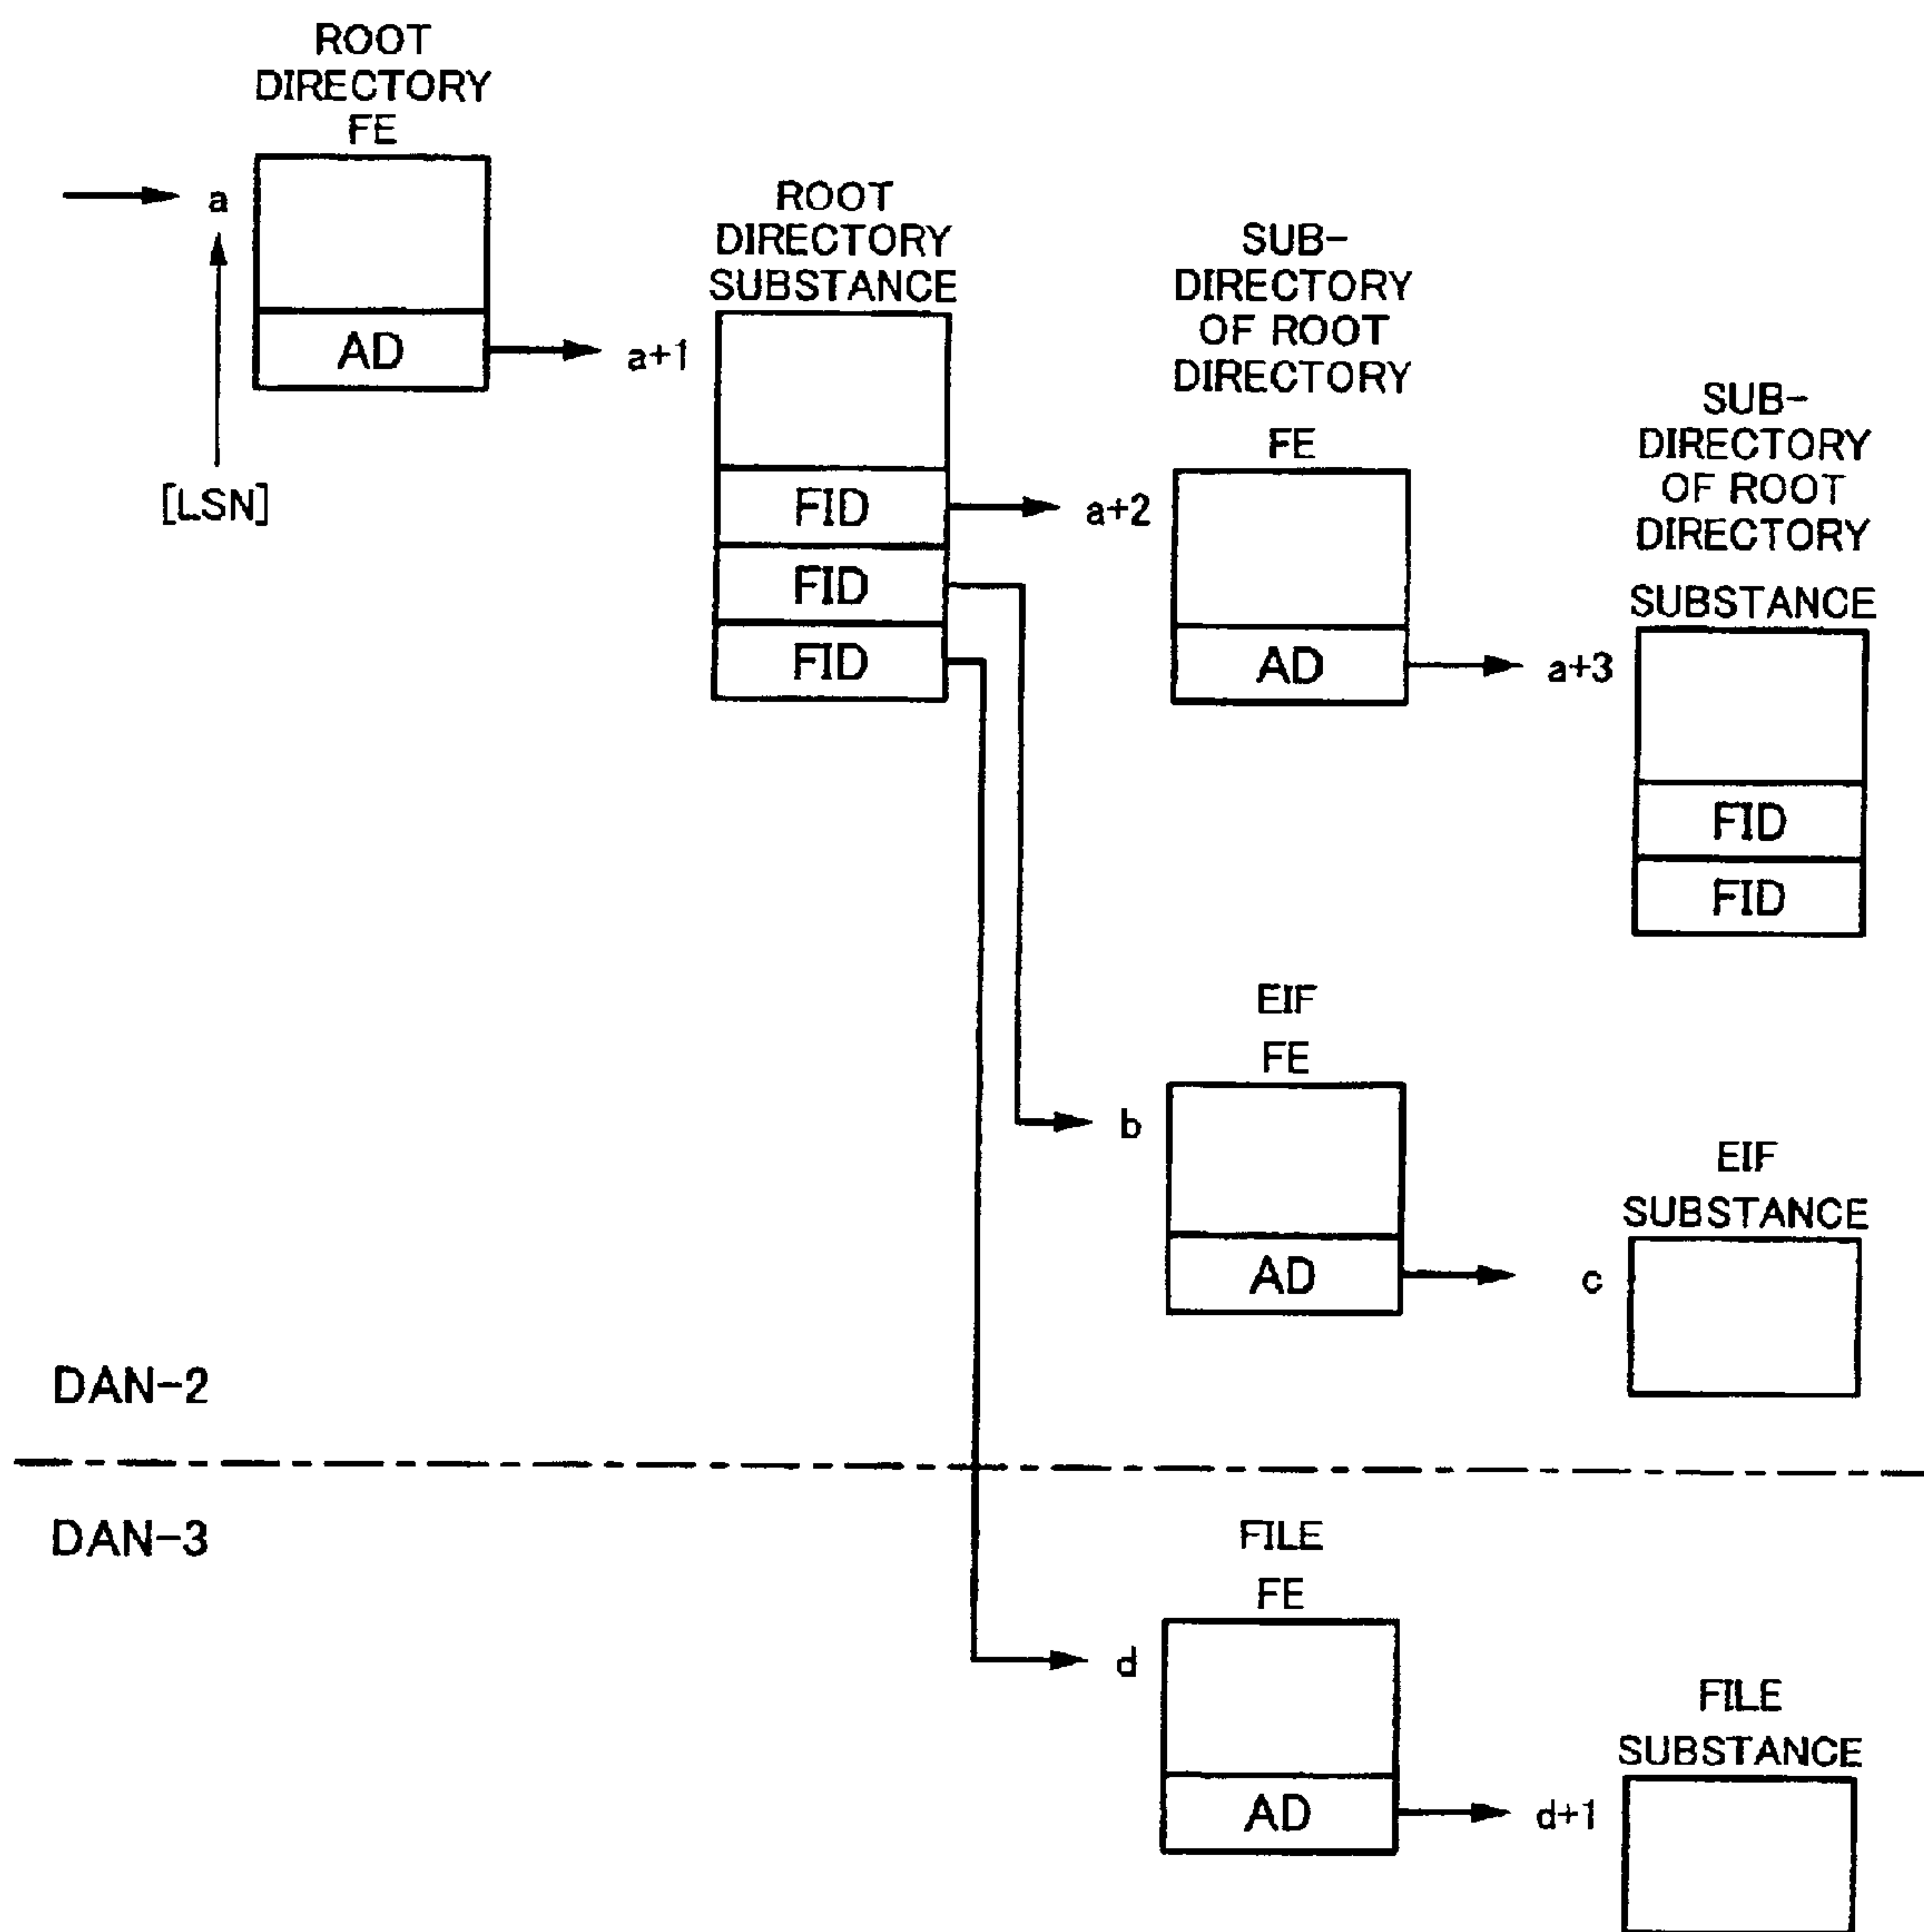 ROOT
DIRECTORY
FE
a
AD
a+1
[LSN]
ROOT
DIRECTORY
SUBSTANCE
FID
FID
FID
a+2
SUB-
DIRECTORY
OF ROOT
DIRECTORY
FE
AD
a+3
SUB-
DIRECTORY
OF ROOT
DIRECTORY
SUBSTANCE
FID
FID
b
EIF
FE
AD
c
EIF
SUBSTANCE
DAN-2
DAN-3
d
FILE
FE
AD
d+1
FILE
SUBSTANCE